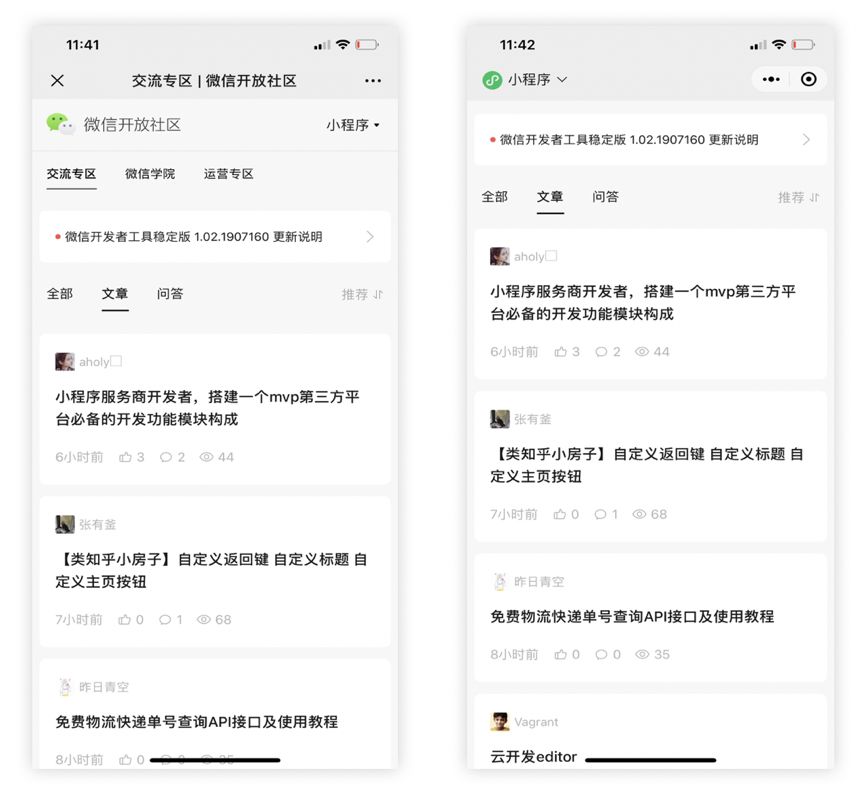 11:41
交流专区 | 微信开放社区
微信开放社区
小程序
交流专区 微信学院 运营专区
微信开发者工具稳定版 1.02.1907160 更新说明
全部 文章 问答 推荐
aholy
小程序服务商开发者，搭建一个mvp第三方平
台必备的开发功能模块构成
6小时前 3 2 44
张有釜
【类知乎小房子】自定义返回键 自定义标题 自
定义主页按钮
7小时前 0 1 68
昨日青空
免费物流快递单号查询API接口及使用教程
8小时前 0 0 35
11:42
小程序
微信开发者工具稳定版 1.02.1907160 更新说明
全部 文章 问答 推荐
aholy
小程序服务商开发者，搭建一个mvp第三方平
台必备的开发功能模块构成
6小时前 3 2 44
张有釜
【类知乎小房子】自定义返回键 自定义标题 自
定义主页按钮
7小时前 0 1 68
昨日青空
免费物流快递单号查询API接口及使用教程
8小时前 0 0 35
Vagrant
云开发editor